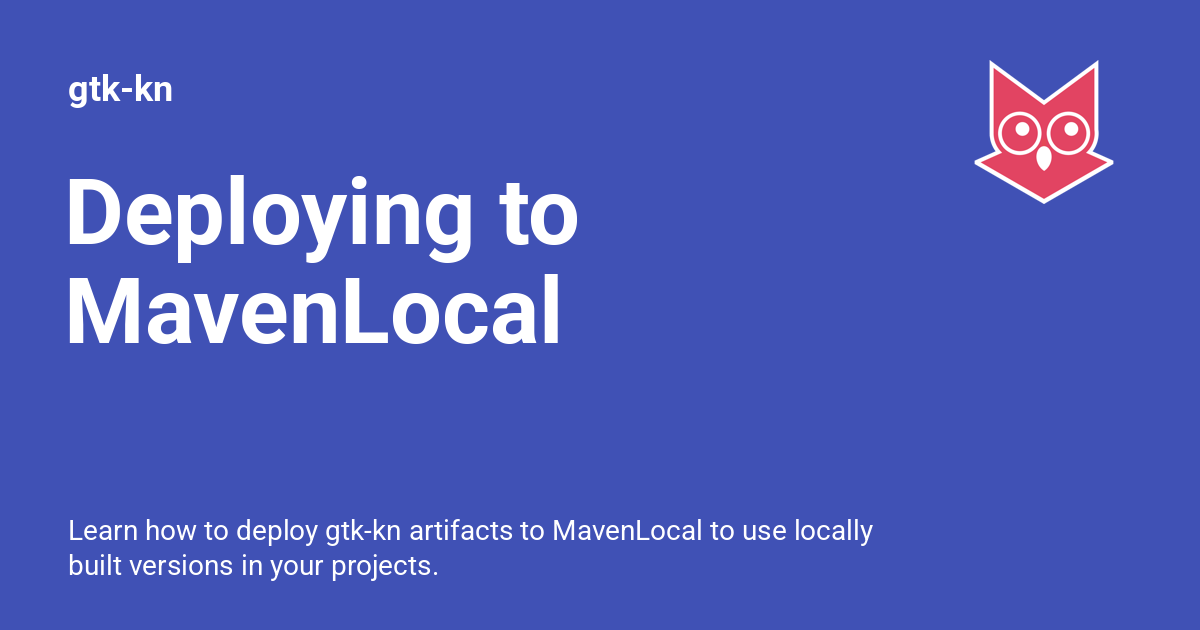 gtk-kn
Deploying to
MavenLocal
Learn how to deploy gtk-kn artifacts to MavenLocal to use locally
built versions in your projects.